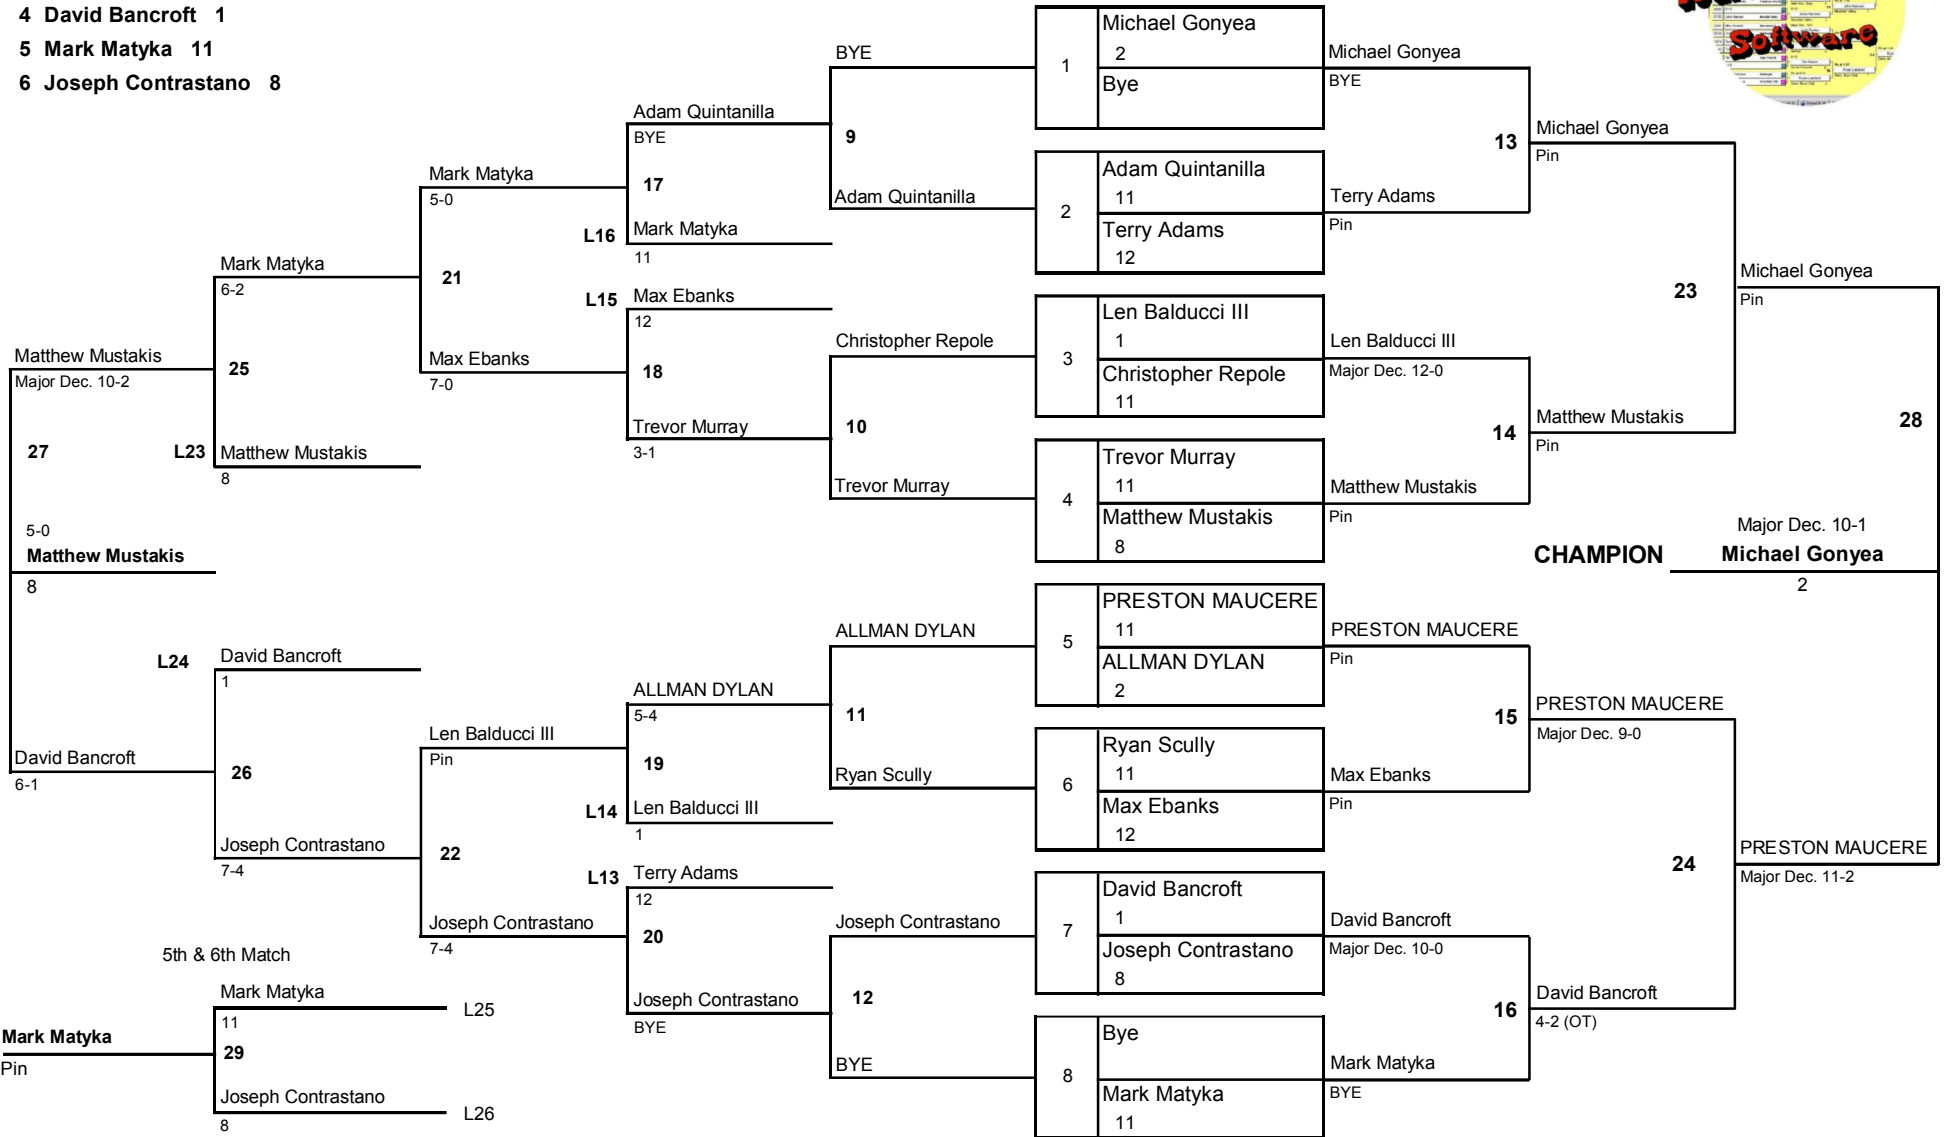 4 David Bancroft 1
5 Mark Matyka 11
6 Joseph Contrastano 8
Software
1
Michael Gonyea
2
Bye
2
Adam Quintanilla
11
Terry Adams
12
3
Len Balducci III
1
Christopher Repole
11
4
Trevor Murray
11
Matthew Mustakis
8
5
PRESTON MAUCERE
11
ALLMAN DYLAN
2
6
Ryan Scully
11
Max Ebanks
12
7
David Bancroft
1
Joseph Contrastano
8
8
Bye
Mark Matyka
11
Michael Gonyea
BYE
13
Terry Adams
Pin
Len Balducci III
Major Dec. 12-0
14
Matthew Mustakis
Pin
PRESTON MAUCERE
Pin
15
Max Ebanks
Pin
David Bancroft
Major Dec. 10-0
16
Mark Matyka
BYE
Michael Gonyea
Pin
23
Matthew Mustakis
Pin
PRESTON MAUCERE
Major Dec. 9-0
24
David Bancroft
4-2 (OT)
Michael Gonyea
Pin
28
PRESTON MAUCERE
Major Dec. 11-2
Major Dec. 10-1
CHAMPION Michael Gonyea
2
BYE
9
Adam Quintanilla
Christopher Repole
10
Trevor Murray
ALLMAN DYLAN
11
Ryan Scully
Joseph Contrastano
12
BYE
Adam Quintanilla
BYE
17
L16 Mark Matyka
11
L15 Max Ebanks
12
18
Trevor Murray
3-1
ALLMAN DYLAN
5-4
19
L14 Len Balducci III
1
L13 Terry Adams
12
20
Joseph Contrastano
BYE
Mark Matyka
5-0
21
Max Ebanks
7-0
Len Balducci III
Pin
22
Joseph Contrastano
7-4
Mark Matyka
6-2
25
L23 Matthew Mustakis
8
L24 David Bancroft
1
26
Joseph Contrastano
7-4
Matthew Mustakis
Major Dec. 10-2
27
5-0
Matthew Mustakis
8
David Bancroft
6-1
5th & 6th Match
Mark Matyka L25
11
29
Mark Matyka
Pin
Joseph Contrastano L26
8